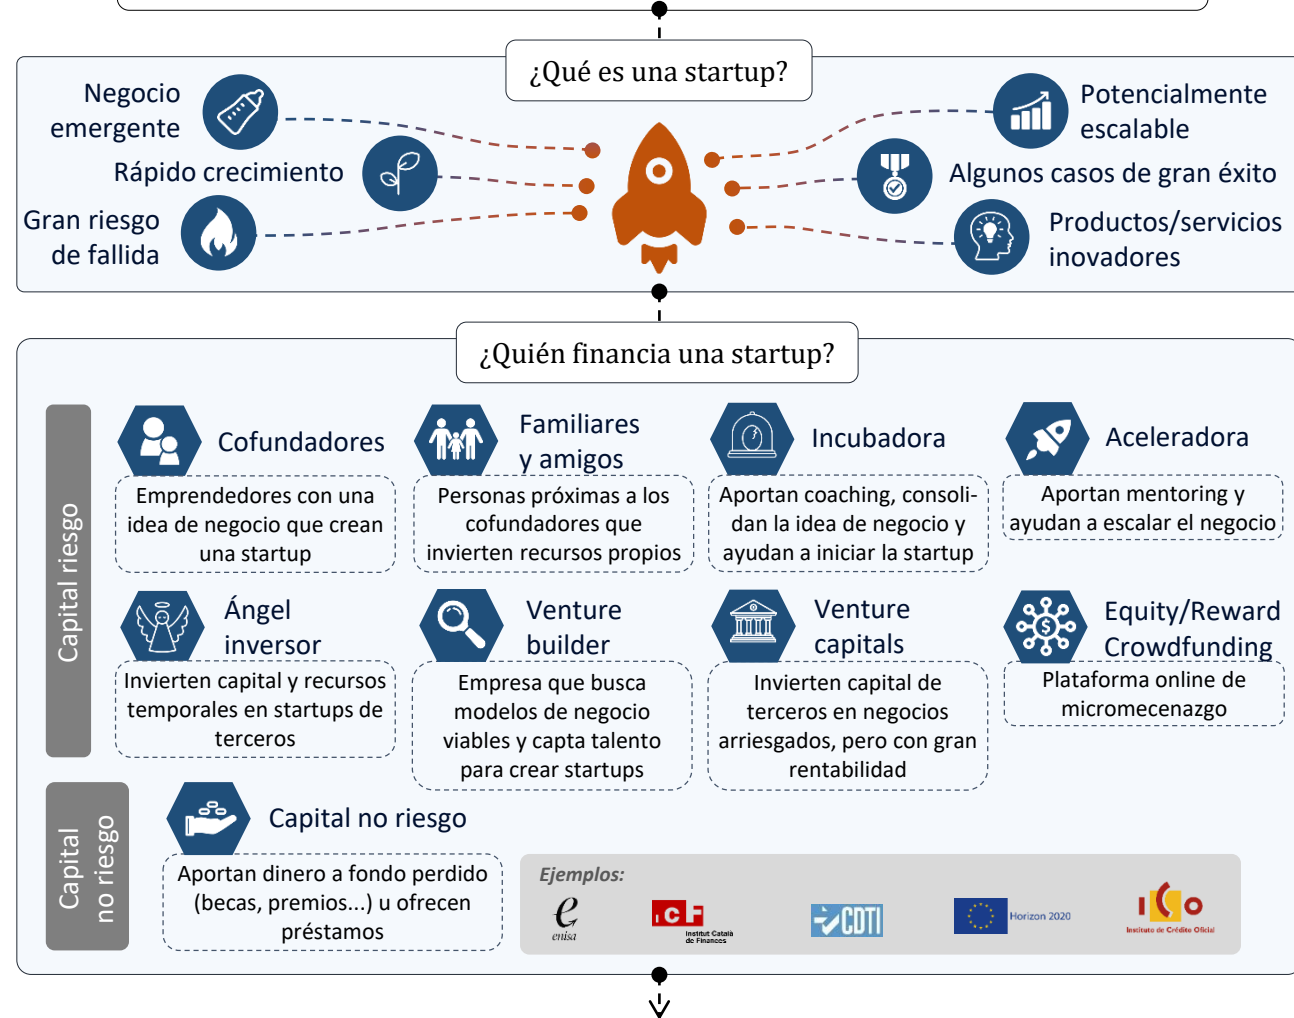 ¿Qué es una startup?
Negocio
emergente
Rápido crecimiento
Gran riesgo
de fallida
Potencialmente
escalable
Algunos casos de gran éxito
Productos/servicios
inovadores
¿Quién financia una startup?
Capital riesgo
Cofundadores
Emprendedores con una
idea de negocio que crean
una startup
Familiares
y amigos
Personas próximas a los
cofundadores que
invierten recursos propios
Incubadora
Aportan coaching, consoli-
dan la idea de negocio y
ayudan a iniciar la startup
Aceleradora
Aportan mentoring y
ayudan a escalar el negocio
Ángel
inversor
Invierten capital y recursos
temporales en startups de
terceros
Venture
builder
Empresa que busca
modelos de negocio
viables y capta talento
para crear startups
Venture
capitals
Invierten capital de
terceros en negocios
arriesgados, pero con gran
rentabilidad
Equity/Reward
Crowdfunding
Plataforma online de
micromecenazgo
Capital
no riesgo
Capital no riesgo
Aportan dinero a fondo perdido
(becas, premios...) u ofrecen
préstamos
Ejemplos:
e
enisa
ICF
Institut Català
de Finances
CDTI
Horizon 2020
ICO
Instituto de Crédito Oficial